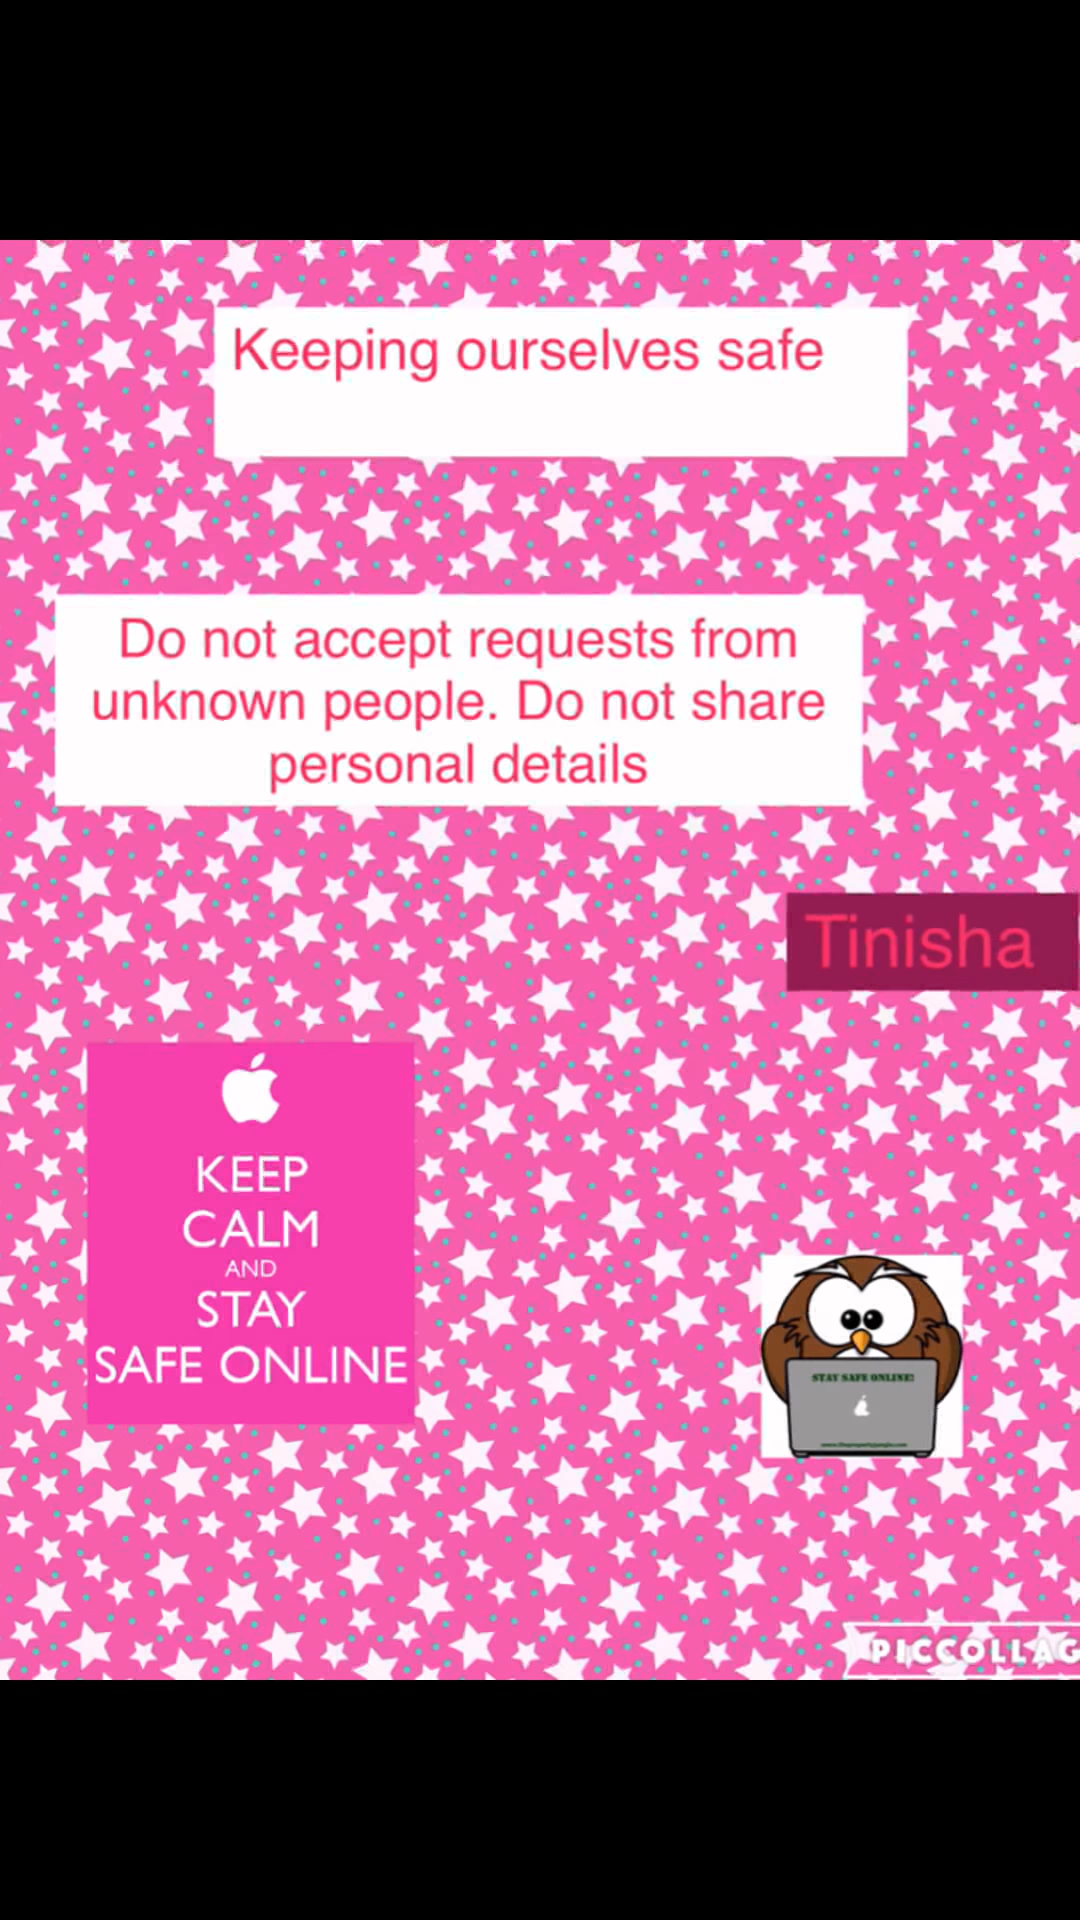 Keeping ourselves safe
Do not accept requests from
unknown people. Do not share
personal details
Tinisha
KEEP
CALM
AND
STAY
SAFE ONLINE
STAY SAFE ONLINE!